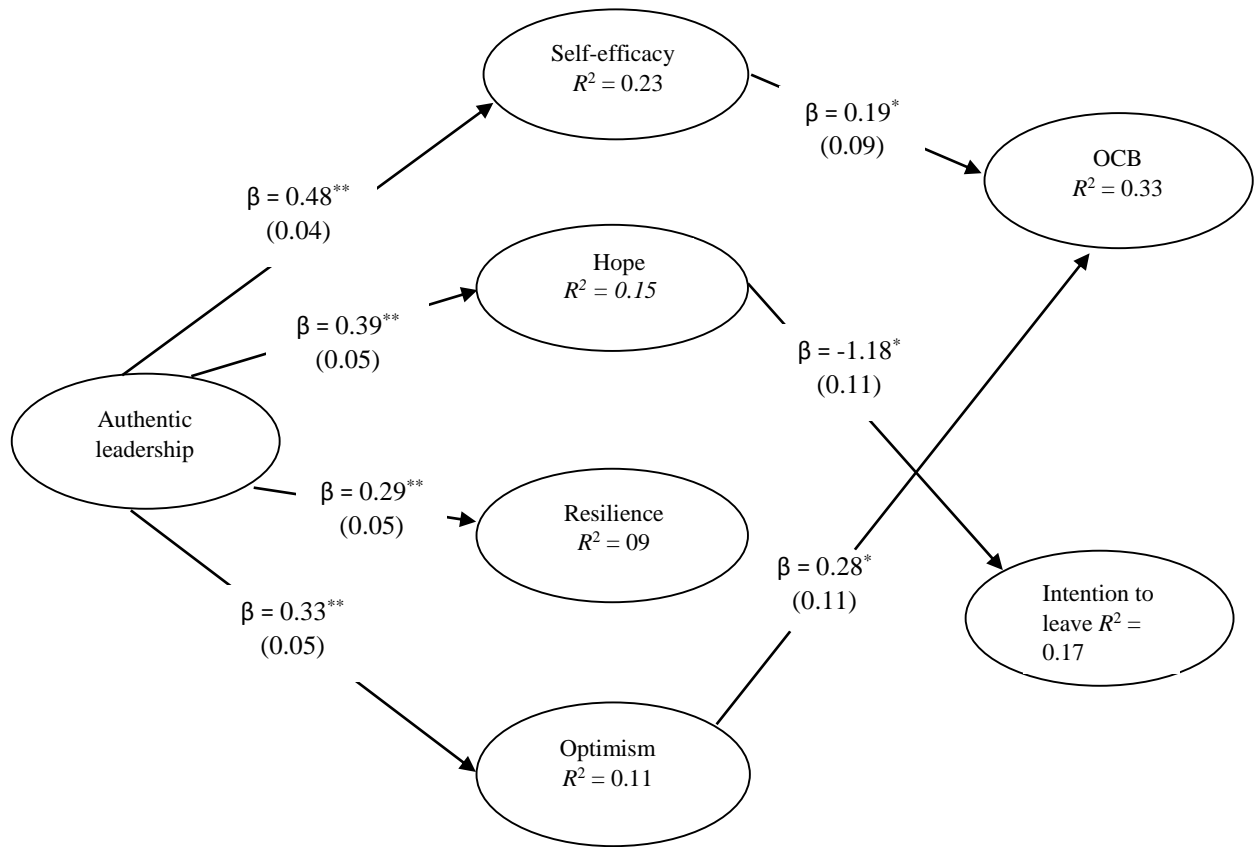 Self-efficacy
R² = 0.23
β = 0.19*
(0.09)
OCB
R² = 0.33
β = 0.48**
(0.04)
Hope
R² = 0.15
β = 0.39**
(0.05)
β = -1.18*
(0.11)
Authentic
leadership
β = 0.29**
(0.05)
Resilience
R² = 09
β = 0.28*
(0.11)
Intention to
leave R² =
0.17
β = 0.33**
(0.05)
Optimism
R² = 0.11